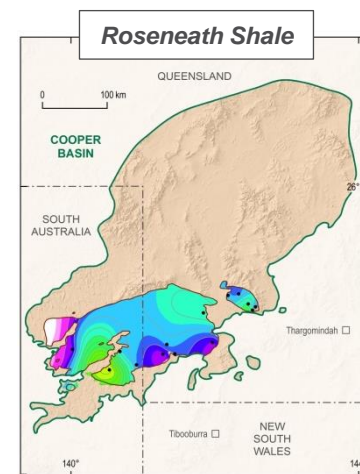 Roseneath Shale
QUEENSLAND
0 100 km
COOPER
BASIN
26°
SOUTH
AUSTRALIA
Thargomindah
Tibooburra
NEW
SOUTH
WALES
140°